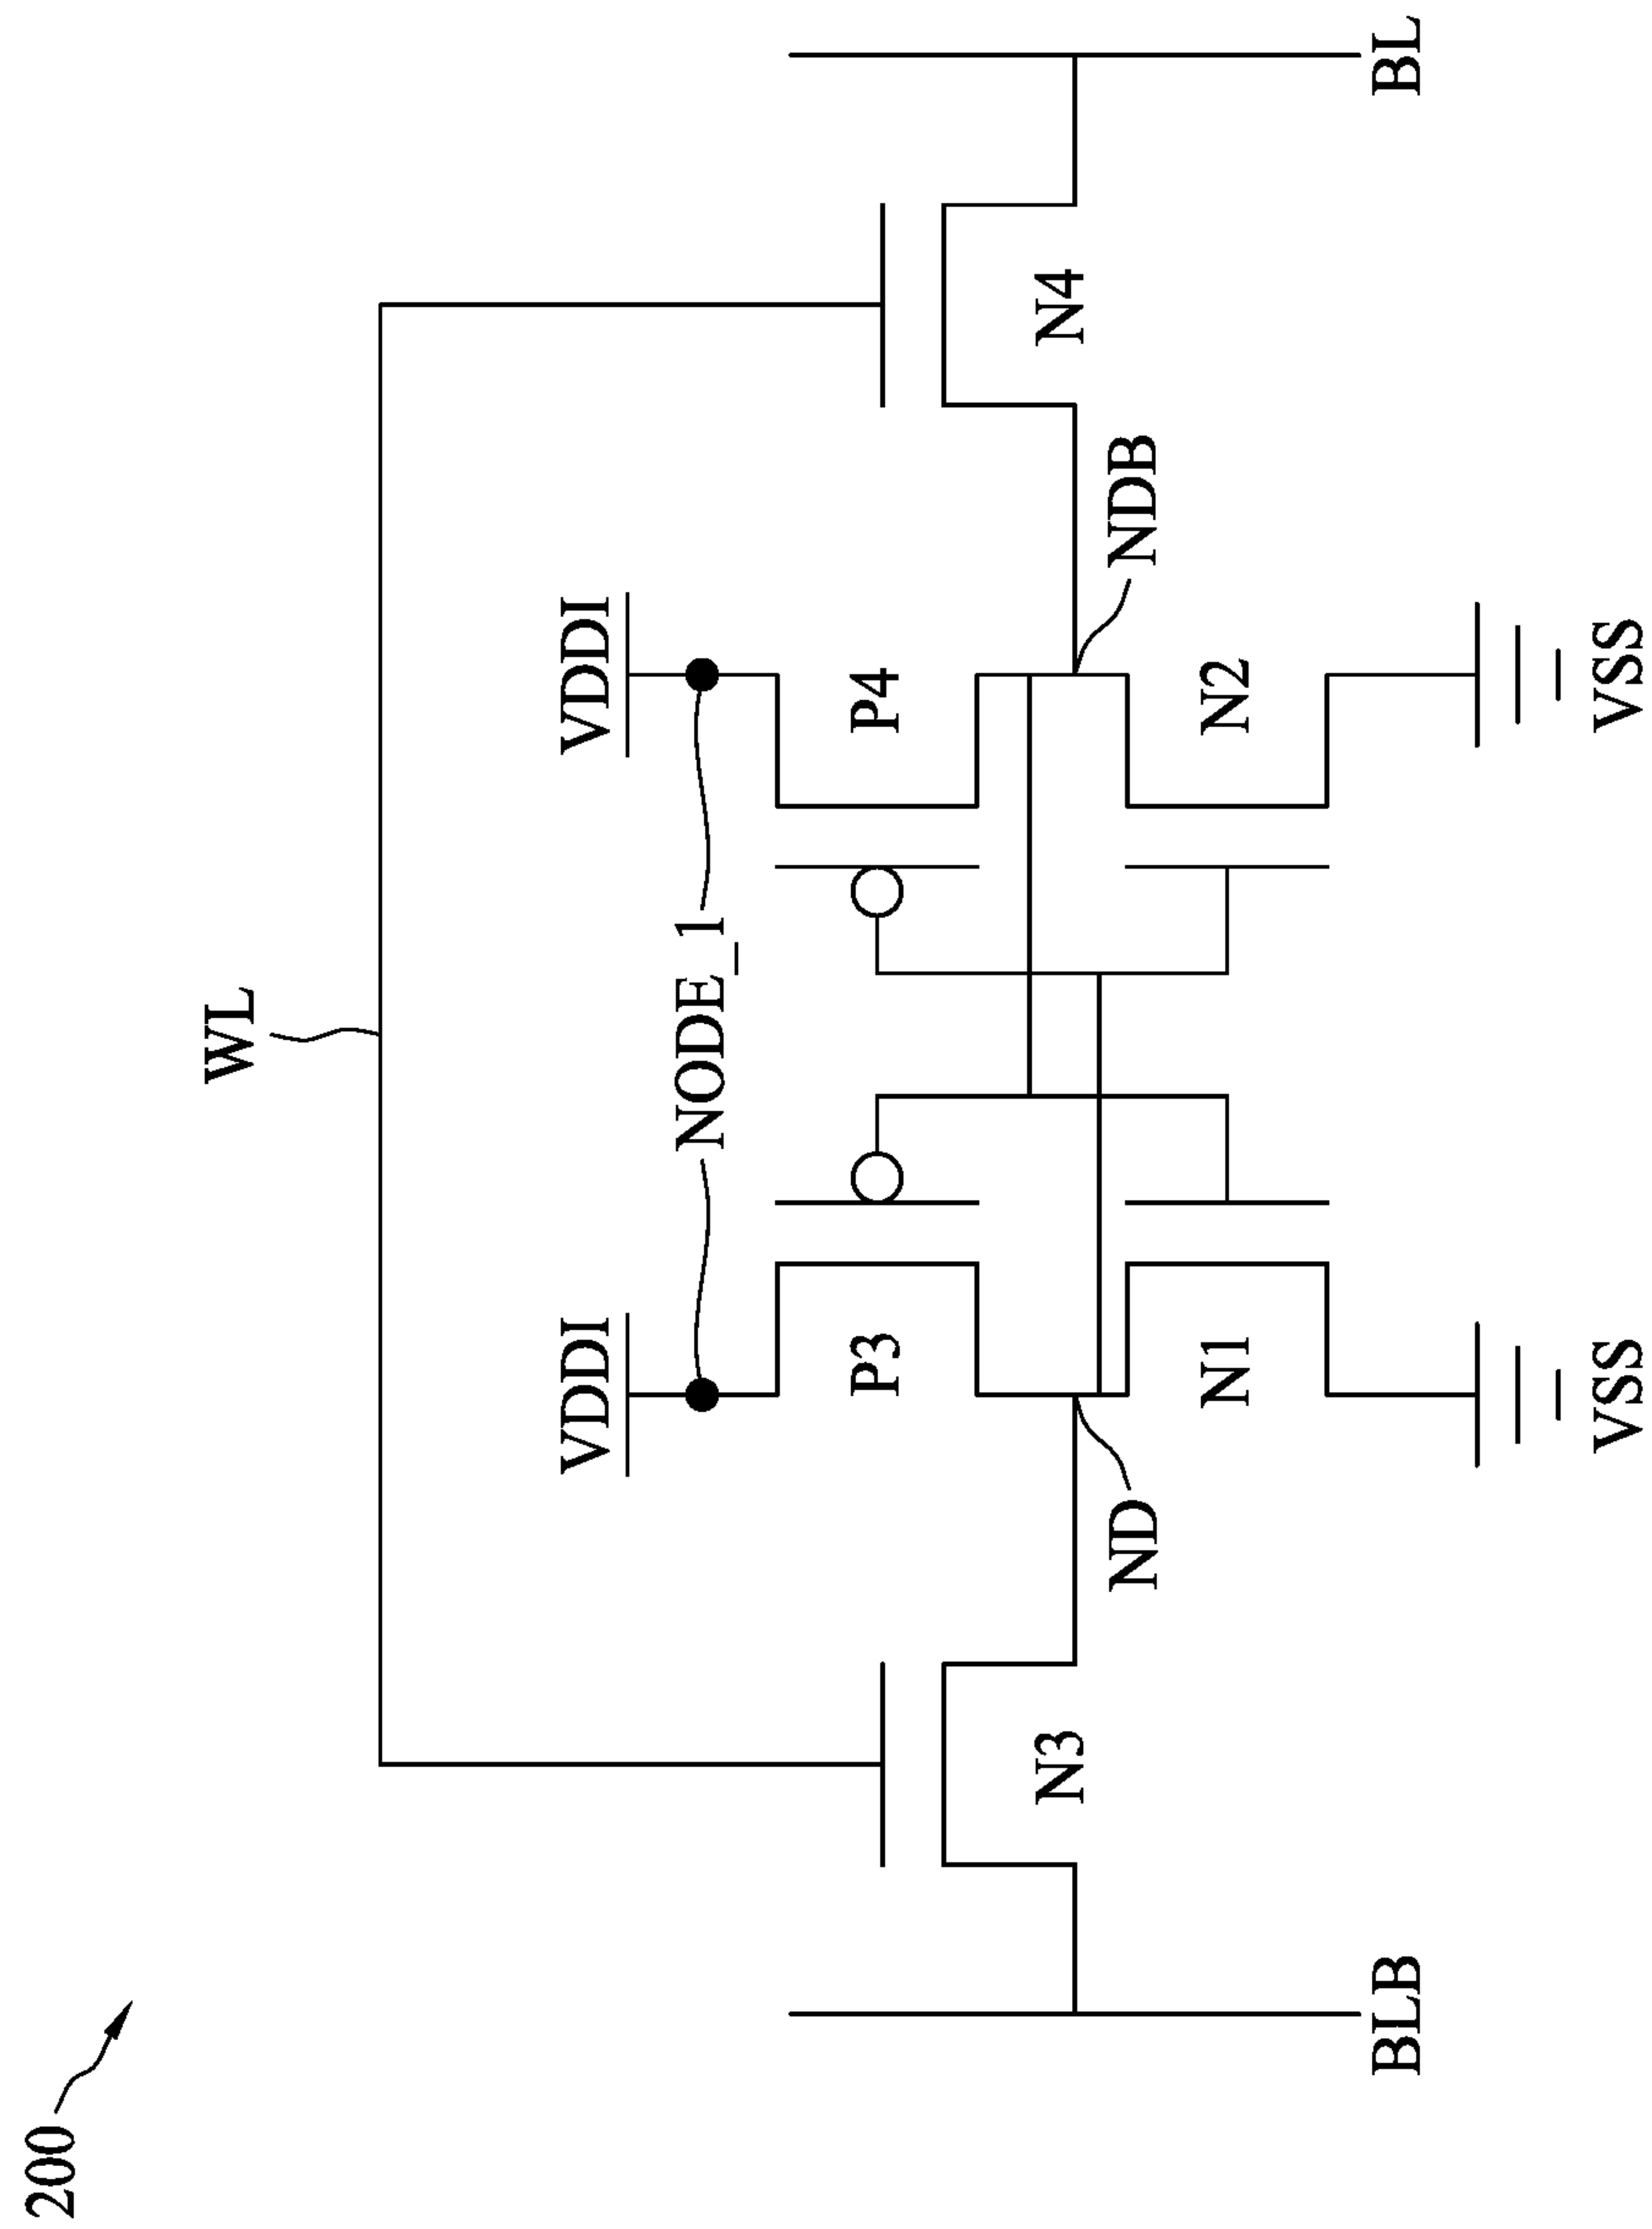 200
WL
VDDI
VDDI
NODE_1
P3
P4
N3
N4
ND
NDB
N1
N2
BLB
BL
VSS
VSS